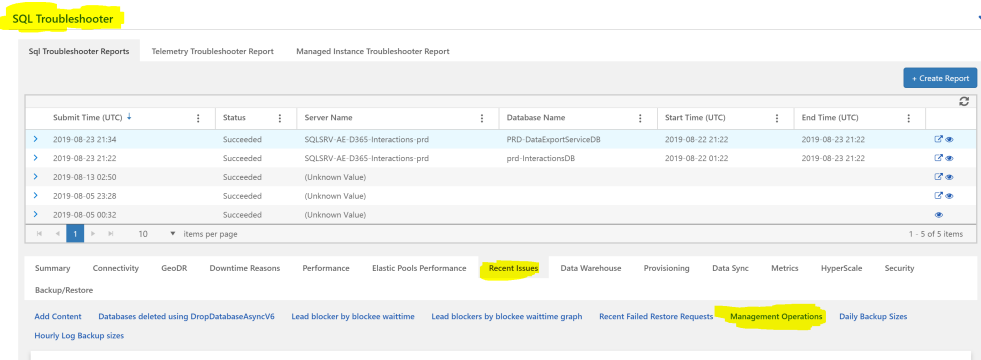 SQL Troubleshooter
Sql Troubleshooter Reports Telemetry Troubleshooter Report Managed Instance Troubleshooter Report
+ Create Report
Submit Time (UTC) Status Server Name Database Name Start Time (UTC) End Time (UTC)
2019-08-23 21:34 Succeeded SQLSRV-AE-D365-Interactions-prd PRD-DataExportServiceDB 2019-08-22 21:22 2019-08-23 21:22
2019-08-23 21:22 Succeeded SQLSRV-AE-D365-Interactions-prd prd-InteractionsDB 2019-08-22 01:22 2019-08-23 21:22
2019-08-13 02:50 Succeeded (Unknown Value)
2019-08-05 23:28 Succeeded (Unknown Value)
2019-08-05 00:32 Succeeded (Unknown Value)
1 10 items per page 1 - 5 of 5 items
Summary Connectivity GeoDR Downtime Reasons Performance Elastic Pools Performance Recent Issues Data Warehouse Provisioning Data Sync Metrics HyperScale Security
Backup/Restore
Add Content Databases deleted using DropDatabaseAsyncV6 Lead blocker by blockee waittime Lead blockers by blockee waittime graph Recent Failed Restore Requests Management Operations Daily Backup Sizes
Hourly Log Backup sizes